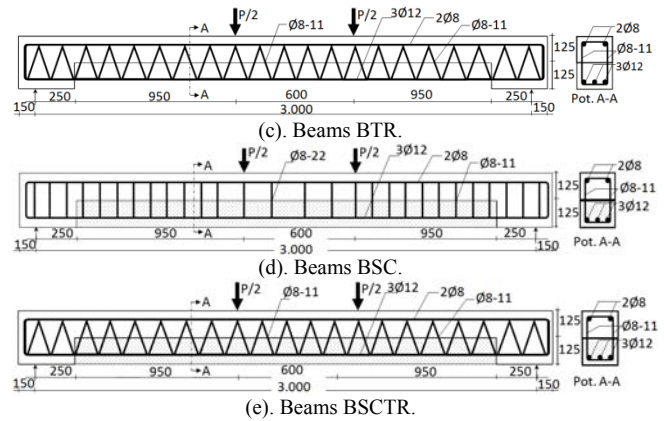 A P/2 P/2 Ø8-11 3Ø12 2Ø8 Ø8-11
2Ø8
Ø8-11
3Ø12
125
125
A
250 950 600 950 250
150 3.000 150
Pot. A-A
(c). Beams BTR.
A P/2 Ø8-22 P/2 3Ø12 2Ø8 Ø8-11
2Ø8
Ø8-11
3Ø12
125
125
A
250 950 600 950 250
150 3.000 150
Pot. A-A
(d). Beams BSC.
A P/2 Ø8-11 P/2 3Ø12 2Ø8 Ø8-11
2Ø8
Ø8-11
3Ø12
125
125
A
250 950 600 950 250
150 3.000 150
Pot. A-A
(e). Beams BSCTR.